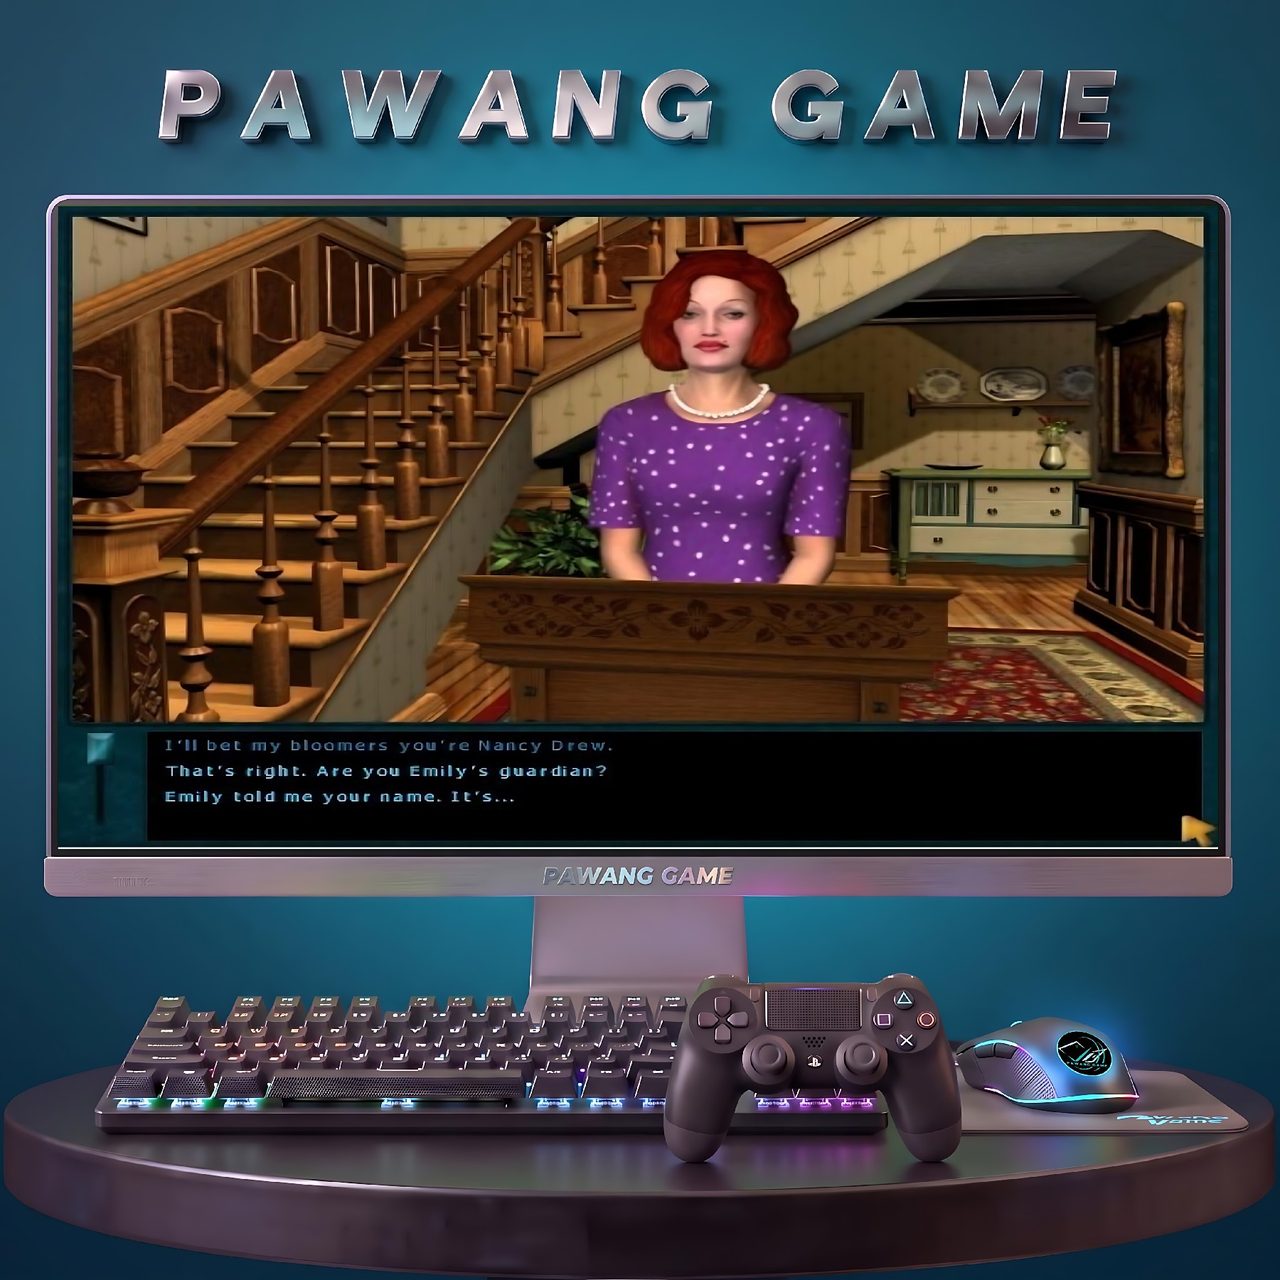 PAWANG GAME
I'll bet my bloomers you're Nancy Drew.
That's right. Are you Emily's guardian?
Emily told me your name. It's...
PAWANG GAME